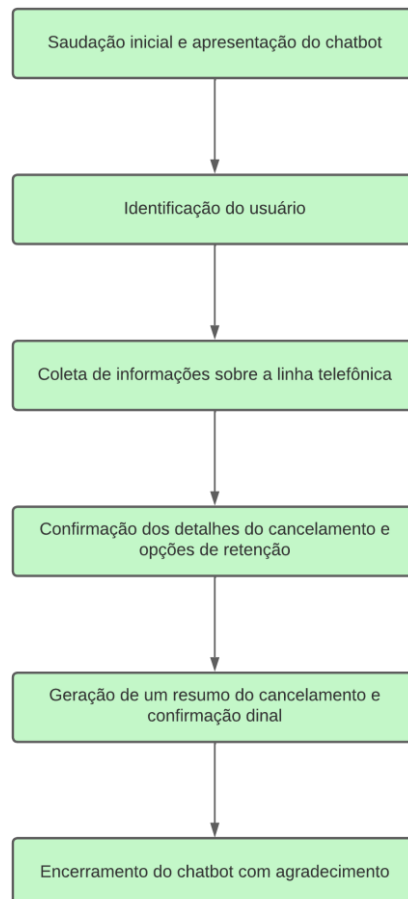 Saudação inicial e apresentação do chatbot
Identificação do usuário
Coleta de informações sobre a linha telefônica
Confirmação dos detalhes do cancelamento e
opções de retenção
Geração de um resumo do cancelamento e
confirmação dinal
Encerramento do chatbot com agradecimento